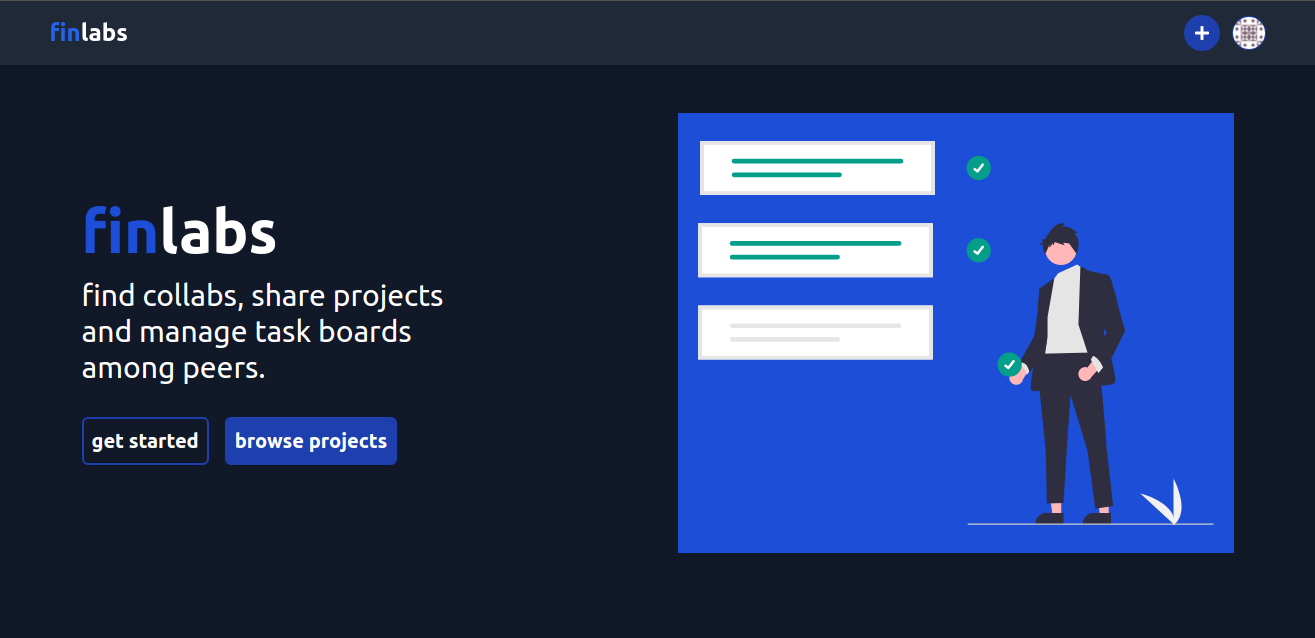 finlabs
finlabs
find collabs, share projects
and manage task boards
among peers.
get started
browse projects